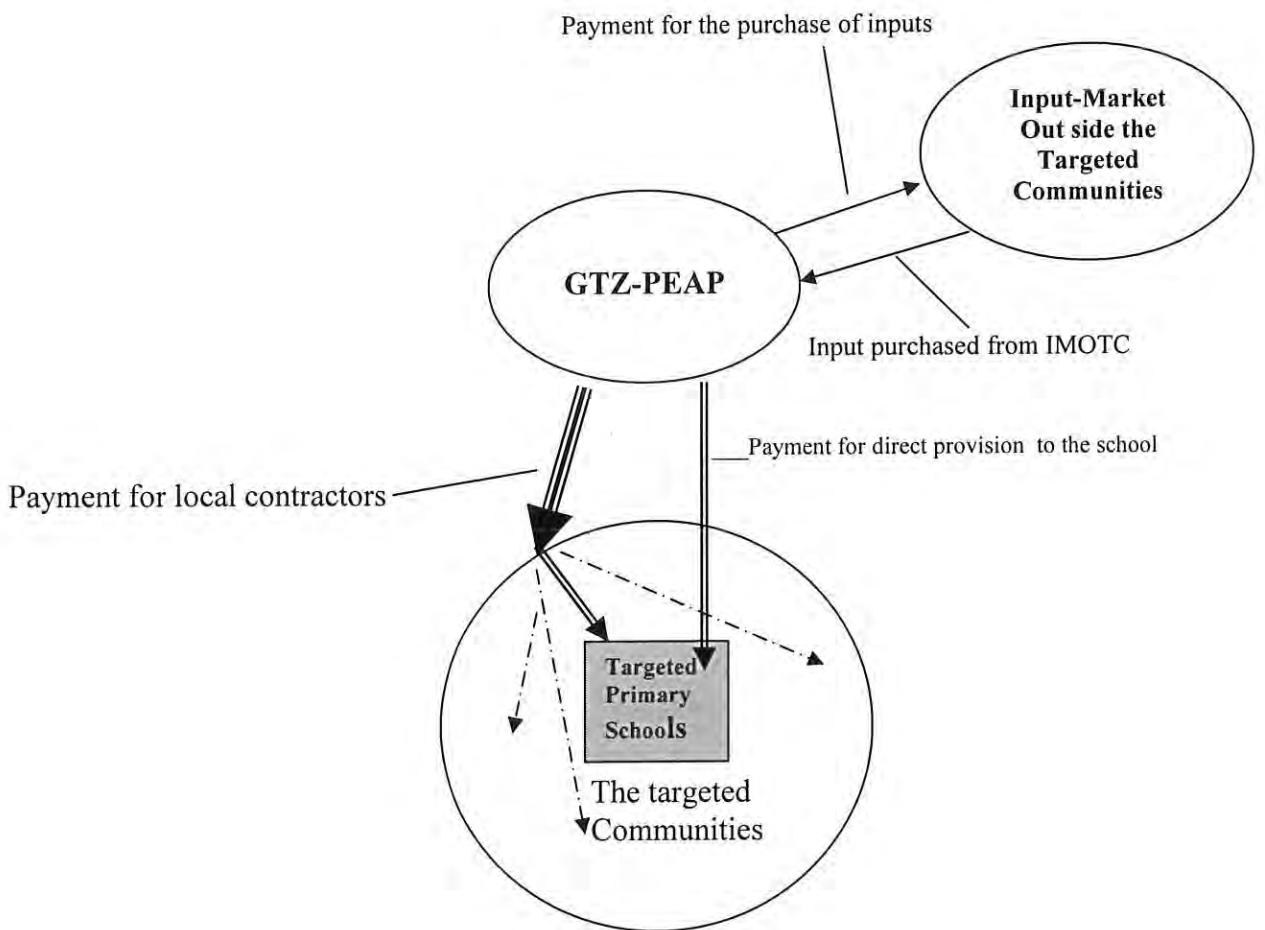 Payment for the purchase of inputs
Input-Market
Out side the
Targeted
Communities
GTZ-PEAP
Input purchased from IMOTC
Payment for direct provision to the school
Payment for local contractors
Targeted
Primary
Schools
The targeted
Communities